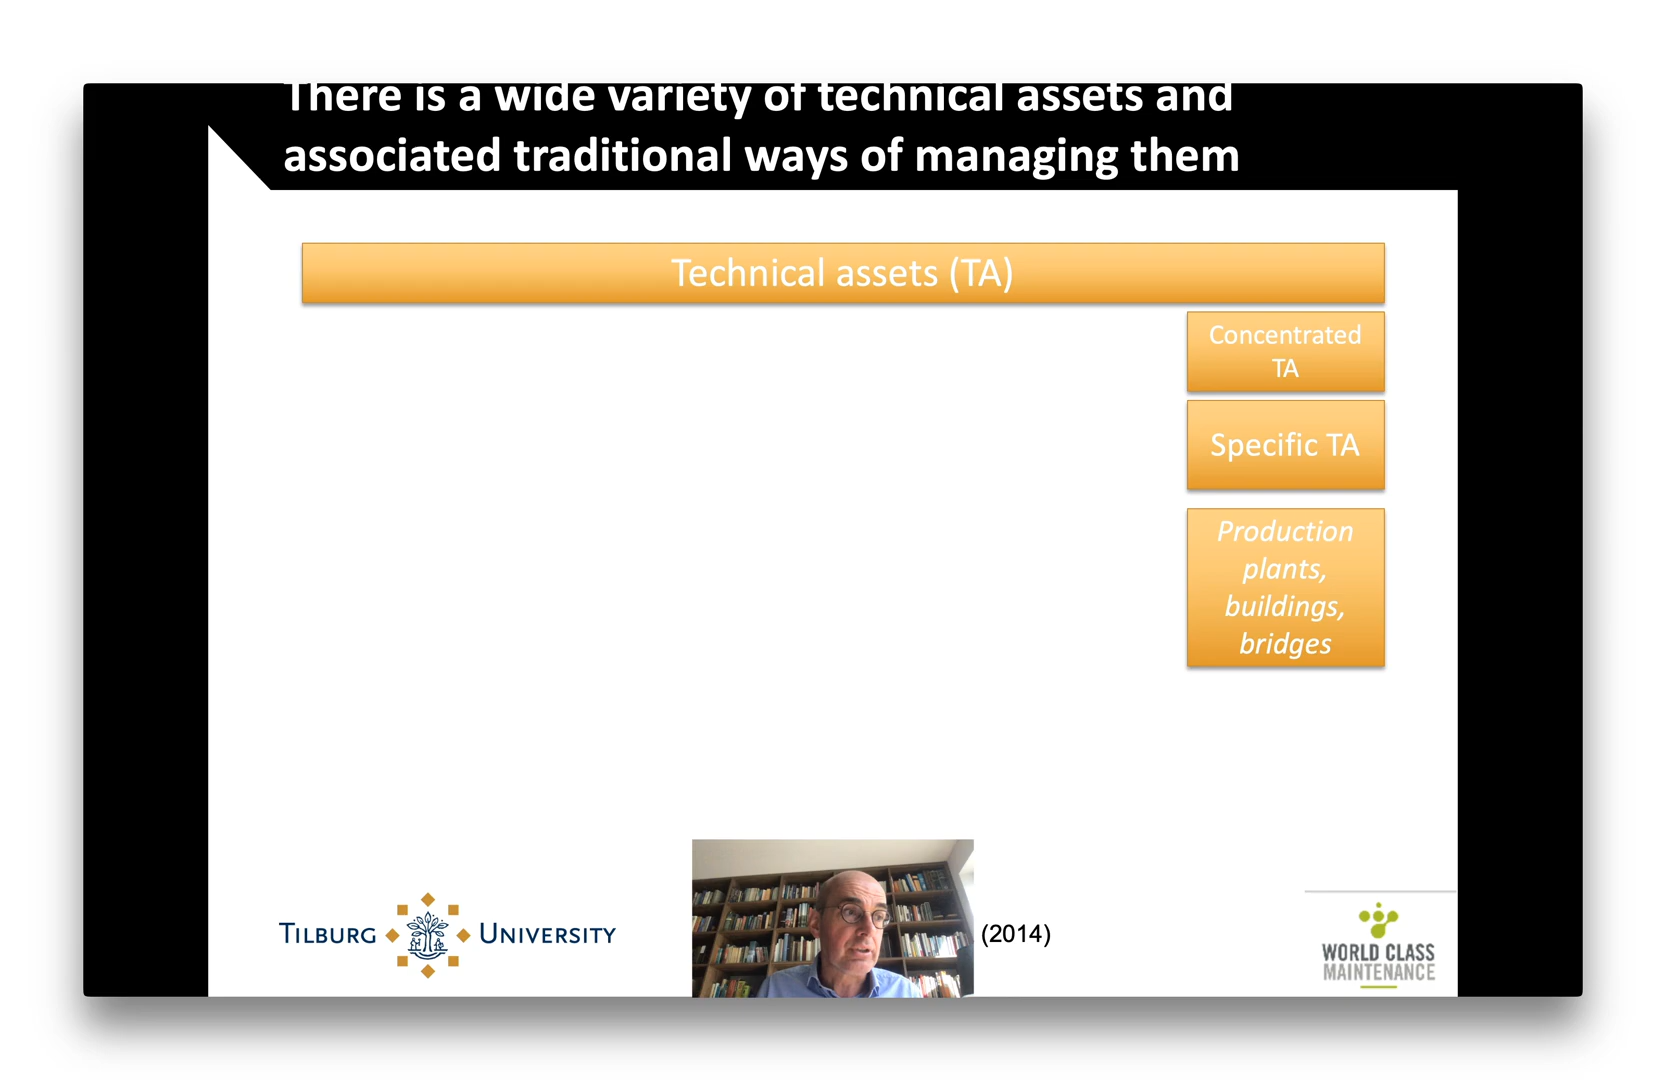 There is a wide variety of technical assets and
associated traditional ways of managing them
Technical assets (TA)
Concentrated
TA
Specific TA
Production
plants,
buildings,
bridges
TILBURG UNIVERSITY
(2014)
WORLD CLASS
MAINTENANCE